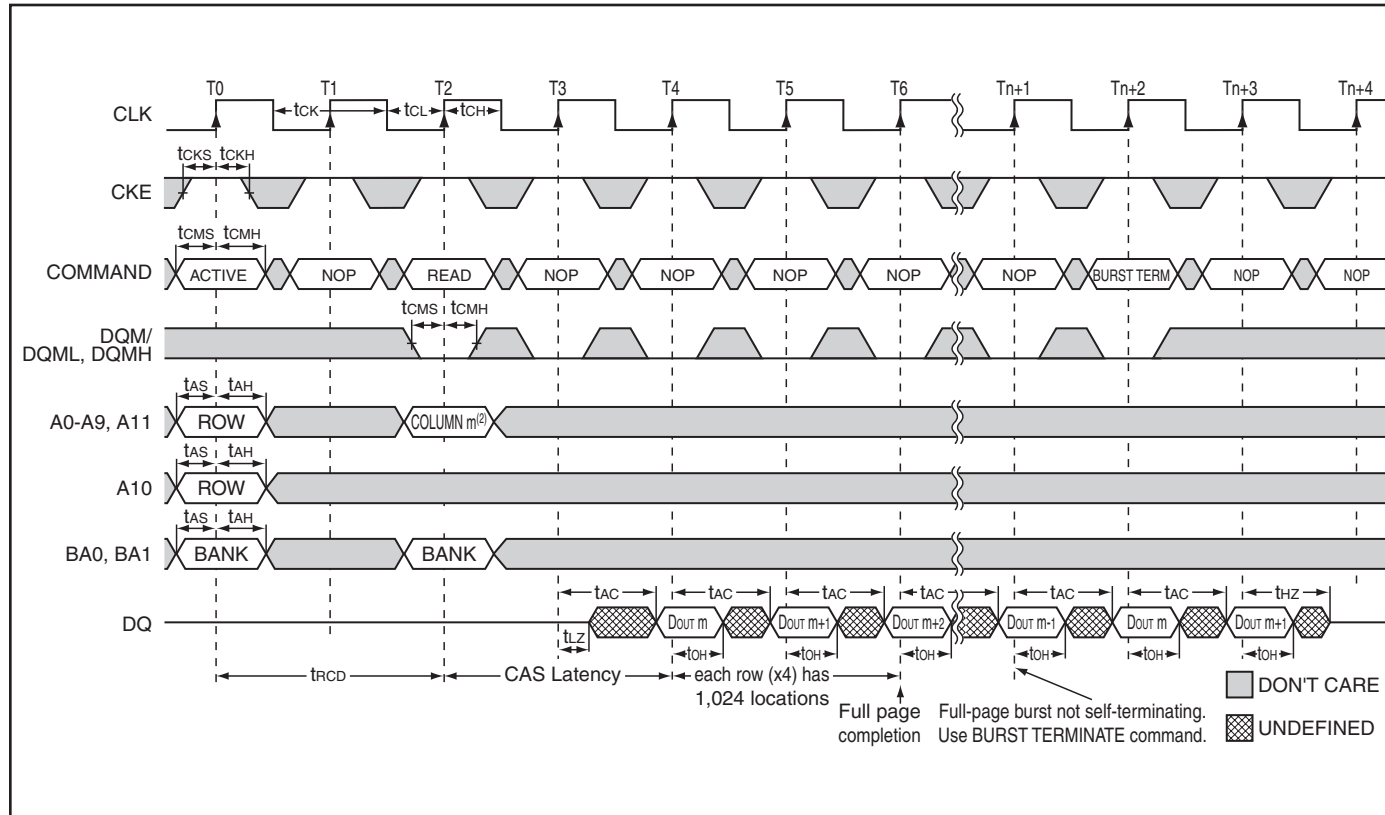 T0 T1 T2 T3 T4 T5 T6 Tn+1 Tn+2 Tn+3 Tn+4
CLK tCK tCL tCH
tCKS tCKH
CKE
tCMS tCMH
COMMAND ACTIVE NOP READ NOP NOP NOP NOP NOP BURST TERM NOP NOP
tCMS tCMH
DQM/
DQML, DQMH
tAS tAH
A0-A9, A11 ROW COLUMN m(2)
tAS tAH
A10 ROW
tAS tAH
BA0, BA1 BANK BANK
tAC tAC tAC tAC tAC tAC tHZ
DQ DOUT m DOUT m+1 DOUT m+2 DOUT m-1 DOUT m DOUT m+1
tLZ tOH tOH tOH tOH tOH tOH
tRCD CAS Latency each row (x4) has
1,024 locations
Full page
completion
Full-page burst not self-terminating.
Use BURST TERMINATE command.
DON'T CARE
UNDEFINED